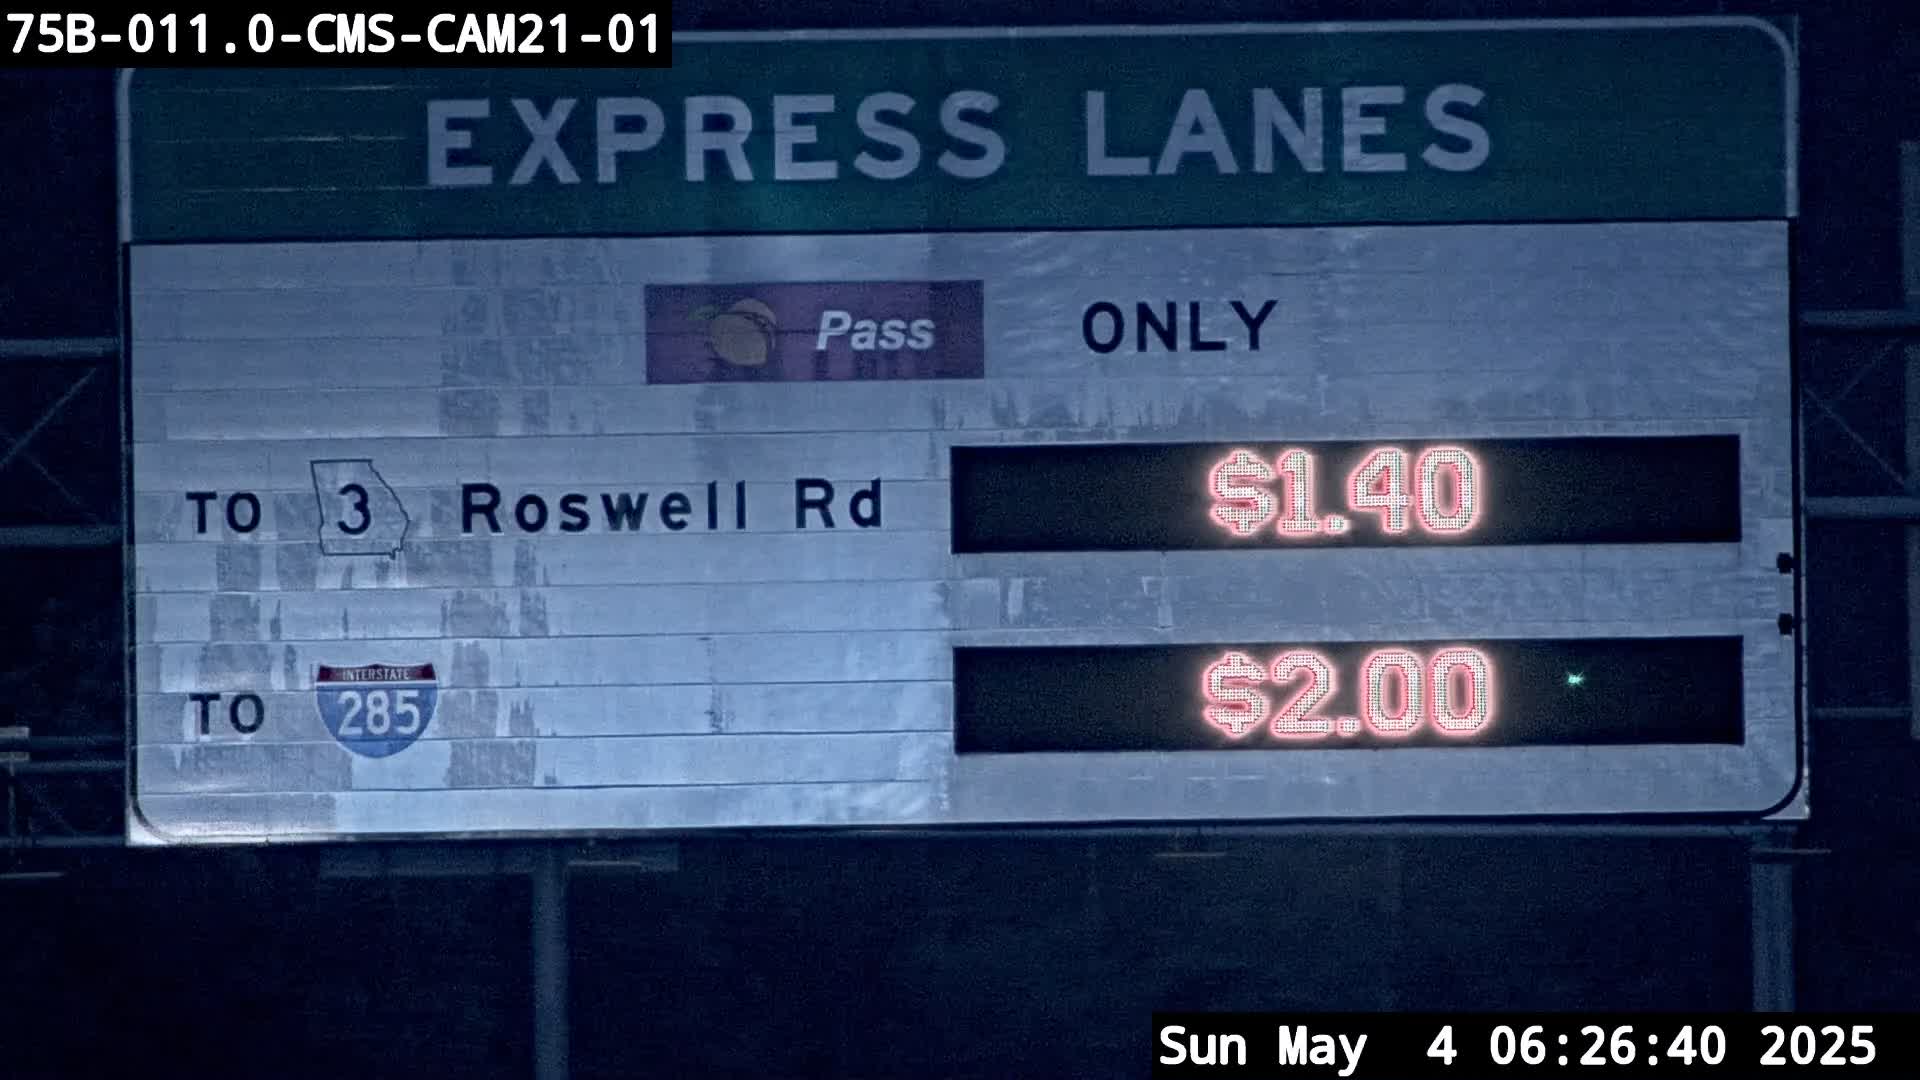 75B-011.0-CMS-CAM21-01
EXPRESS LANES
Pass ONLY
TO 3 Roswell Rd $1.40
INTERSTATE
TO 285 $2.00
Sun May 4 06:26:40 2025